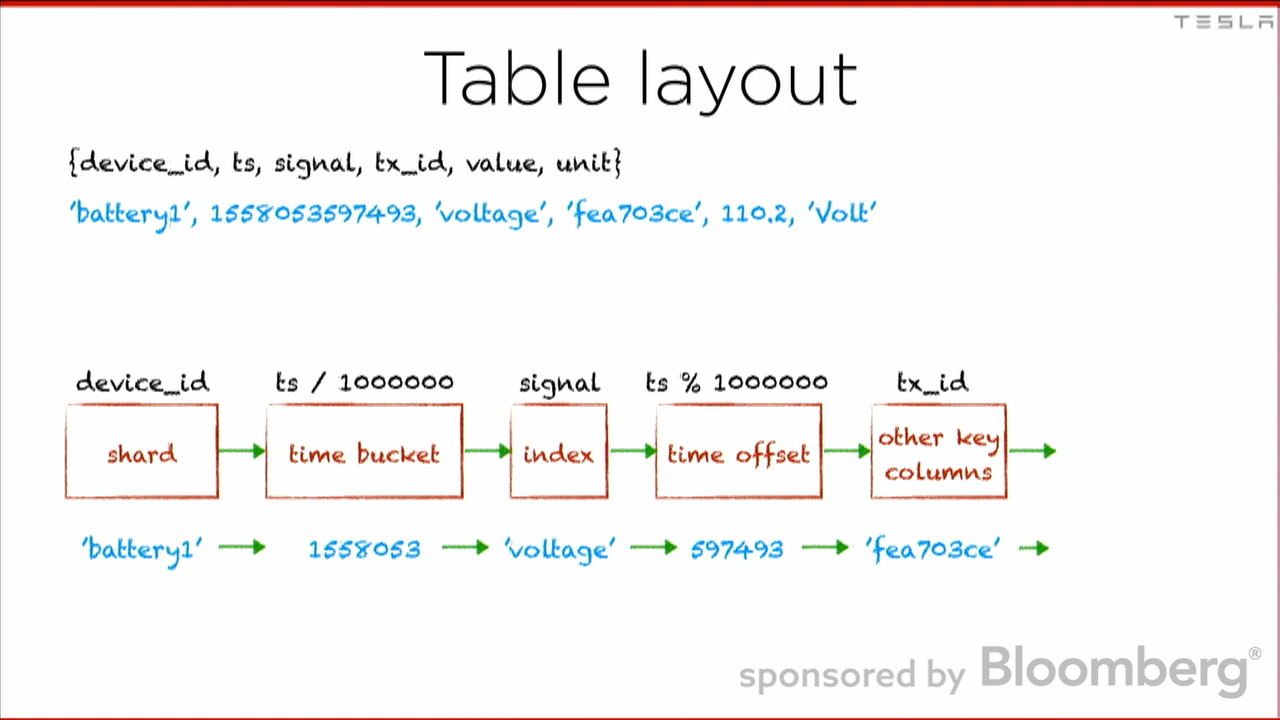 TESLA
Table layout
{device_id, ts, signal, tx_id, value, unit}
'battery1', 1558053597493, 'voltage', 'fea703ce', 110.2, 'Volt'
device_id ts / 1000000 signal ts % 1000000 tx_id
shard time bucket index time offset other key columns
'battery1' 1558053 'voltage' 597493 'fea703ce'
sponsored by Bloomberg®